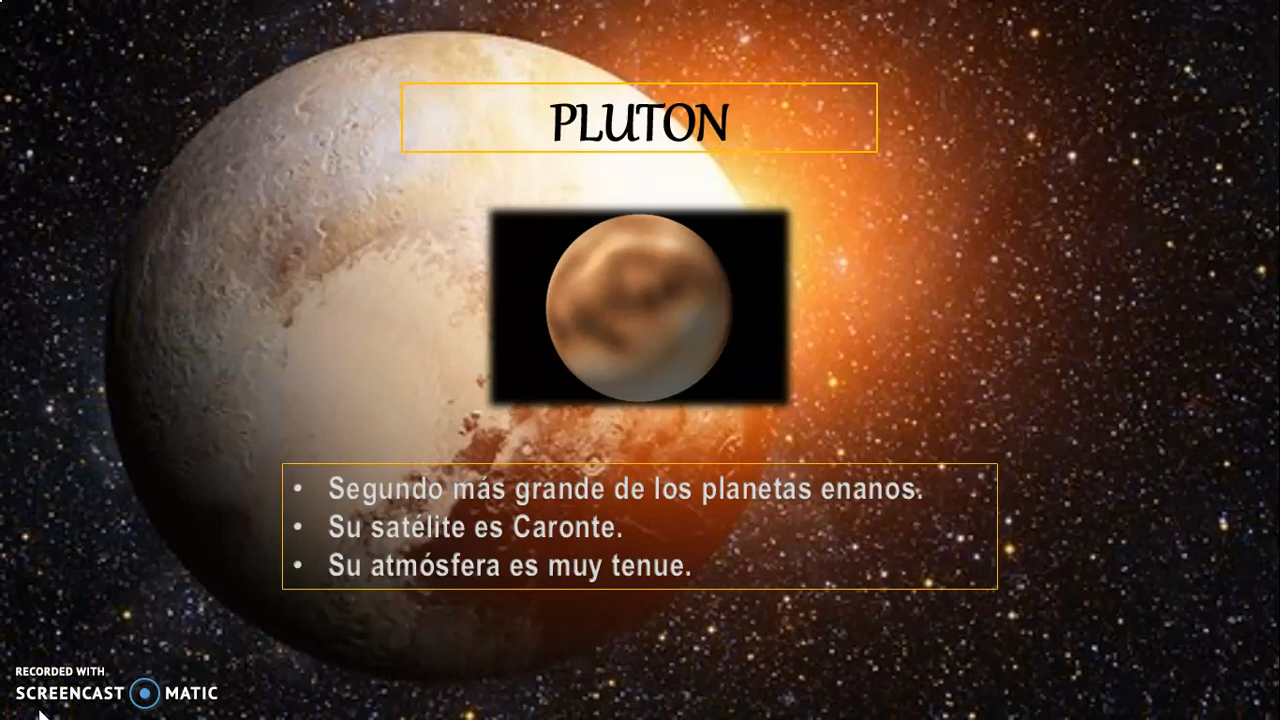 PLUTON
• Segundo más grande de los planetas enanos.
• Su satélite es Caronte.
• Su atmósfera es muy tenue.
RECORDED WITH
SCREENCAST MATIC